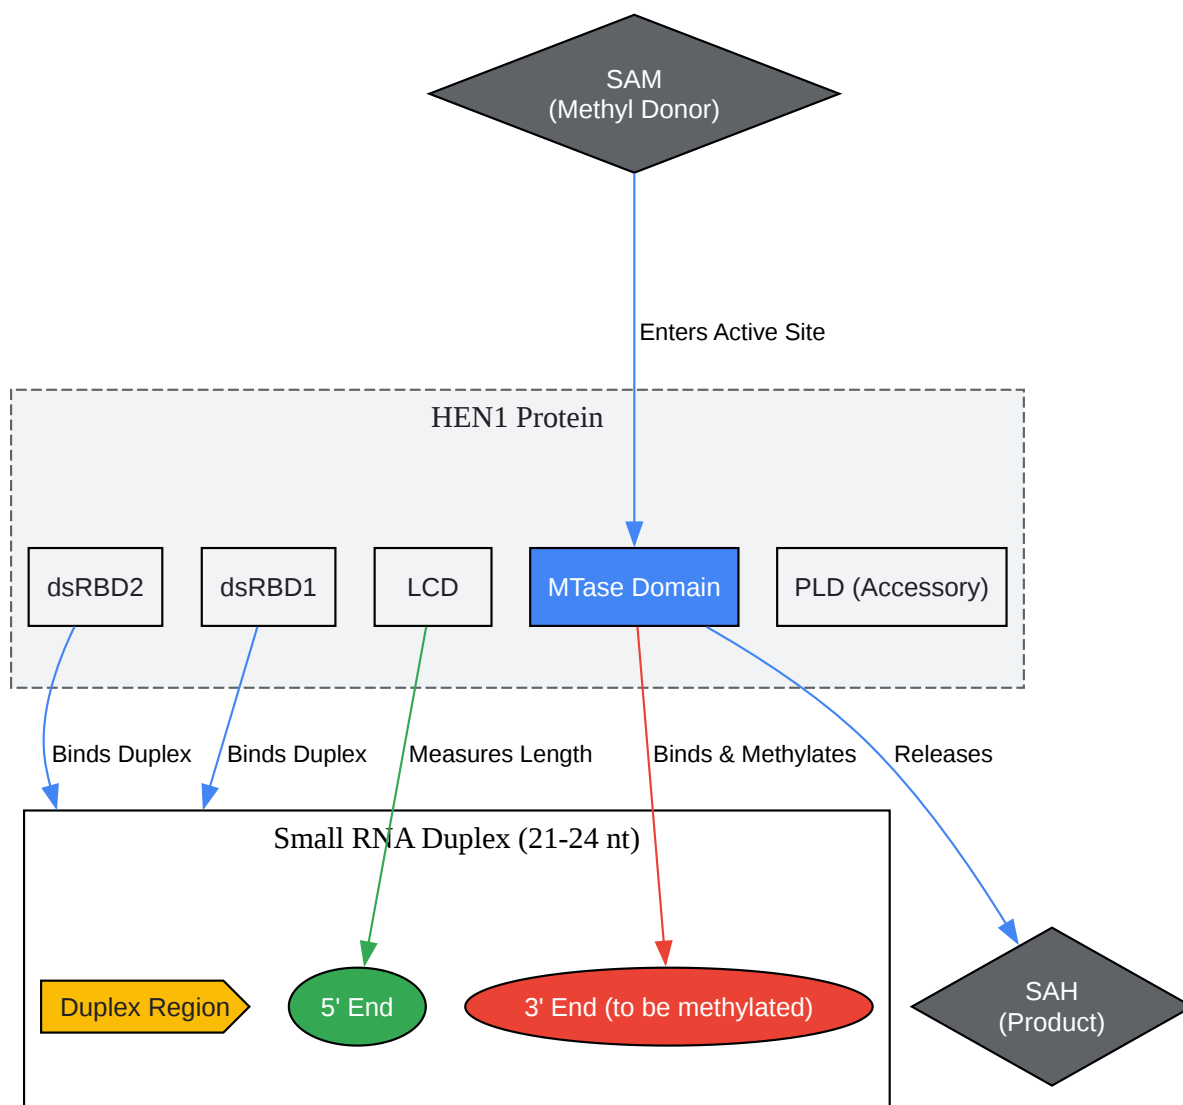 SAM
(Methyl Donor)
Enters Active Site
HEN1 Protein
dsRBD2
dsRBD1
LCD
MTase Domain
PLD (Accessory)
Binds Duplex
Binds Duplex
Measures Length
Binds & Methylates
Releases
Small RNA Duplex (21-24 nt)
Duplex Region
5' End
3' End (to be methylated)
SAH
(Product)